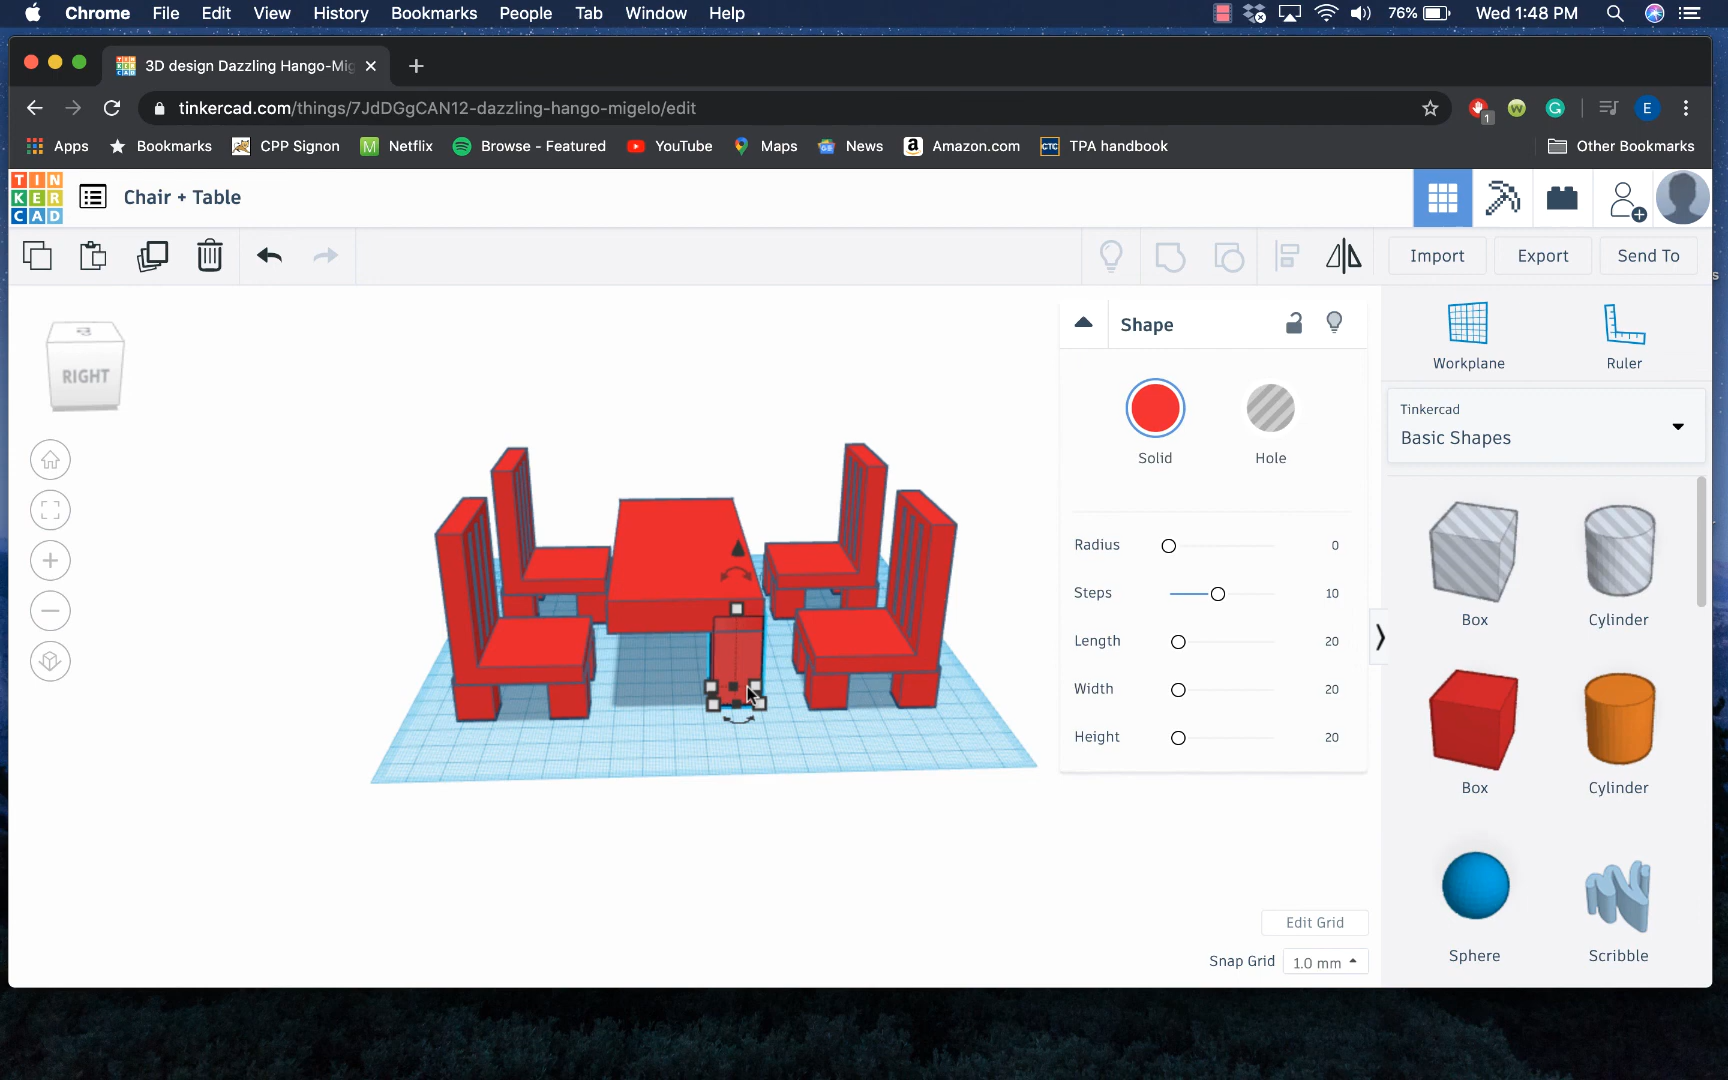 Chrome File Edit View History Bookmarks People Tab Window Help 76% Wed 1:48 PM
3D design Dazzling Hango-Mig
tinkercad.com/things/7JdDGgCAN12-dazzling-hango-migelo/edit
1 W G E
Apps Bookmarks CPP Signon M Netflix Browse - Featured YouTube Maps News a Amazon.com CTC TPA handbook Other Bookmarks
TIN
KER
CAD
Chair + Table
Import Export Send To
RIGHT
Shape
Solid Hole
Radius 0
Steps 10
Length 20
Width 20
Height 20
Edit Grid
Snap Grid 1.0 mm
Workplane Ruler
Tinkercad
Basic Shapes
Box Cylinder
Box Cylinder
Sphere Scribble